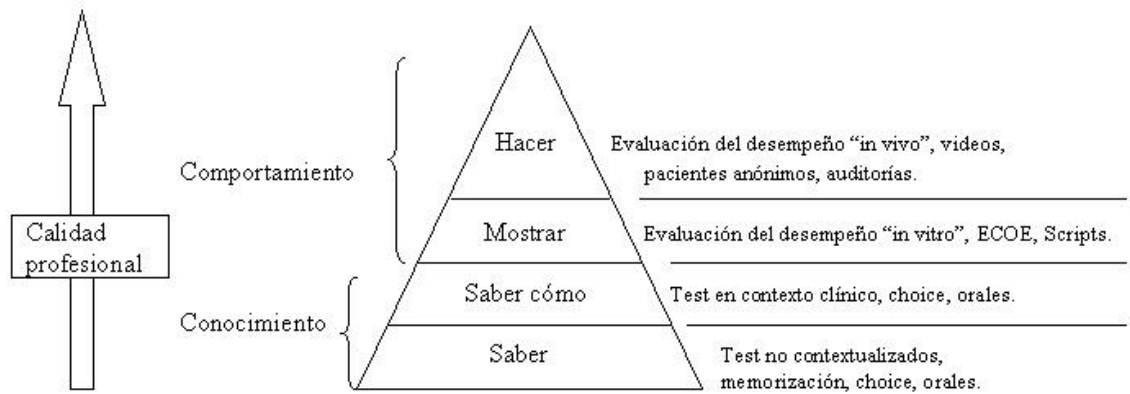 Hacer
Evaluación del desempeño “in vivo”, videos,
pacientes anónimos, auditorías.
Comportamiento
Calidad
profesional
Mostrar
Evaluación del desempeño “in vitro”, ECOE, Scripts.
Saber cómo
Test en contexto clínico, choice, orales.
Conocimiento
Saber
Test no contextualizados,
memorización, choice, orales.